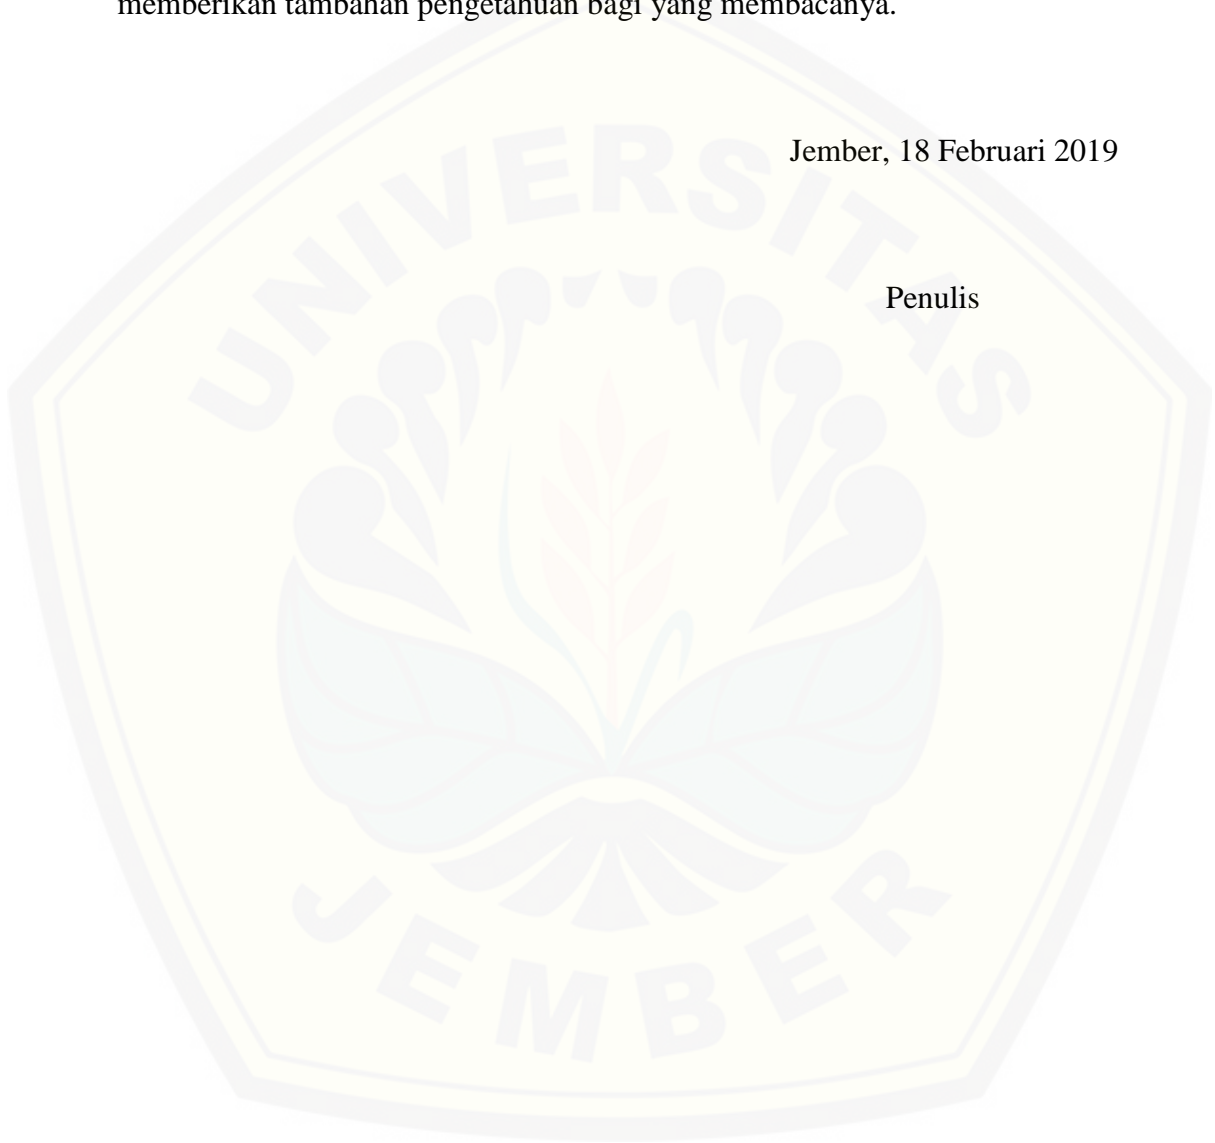 memberikan tambahan pengetahuan bagi yang membacanya.
Jember, 18 Februari 2019
Penulis
UNIVERSITAS
JEMBER